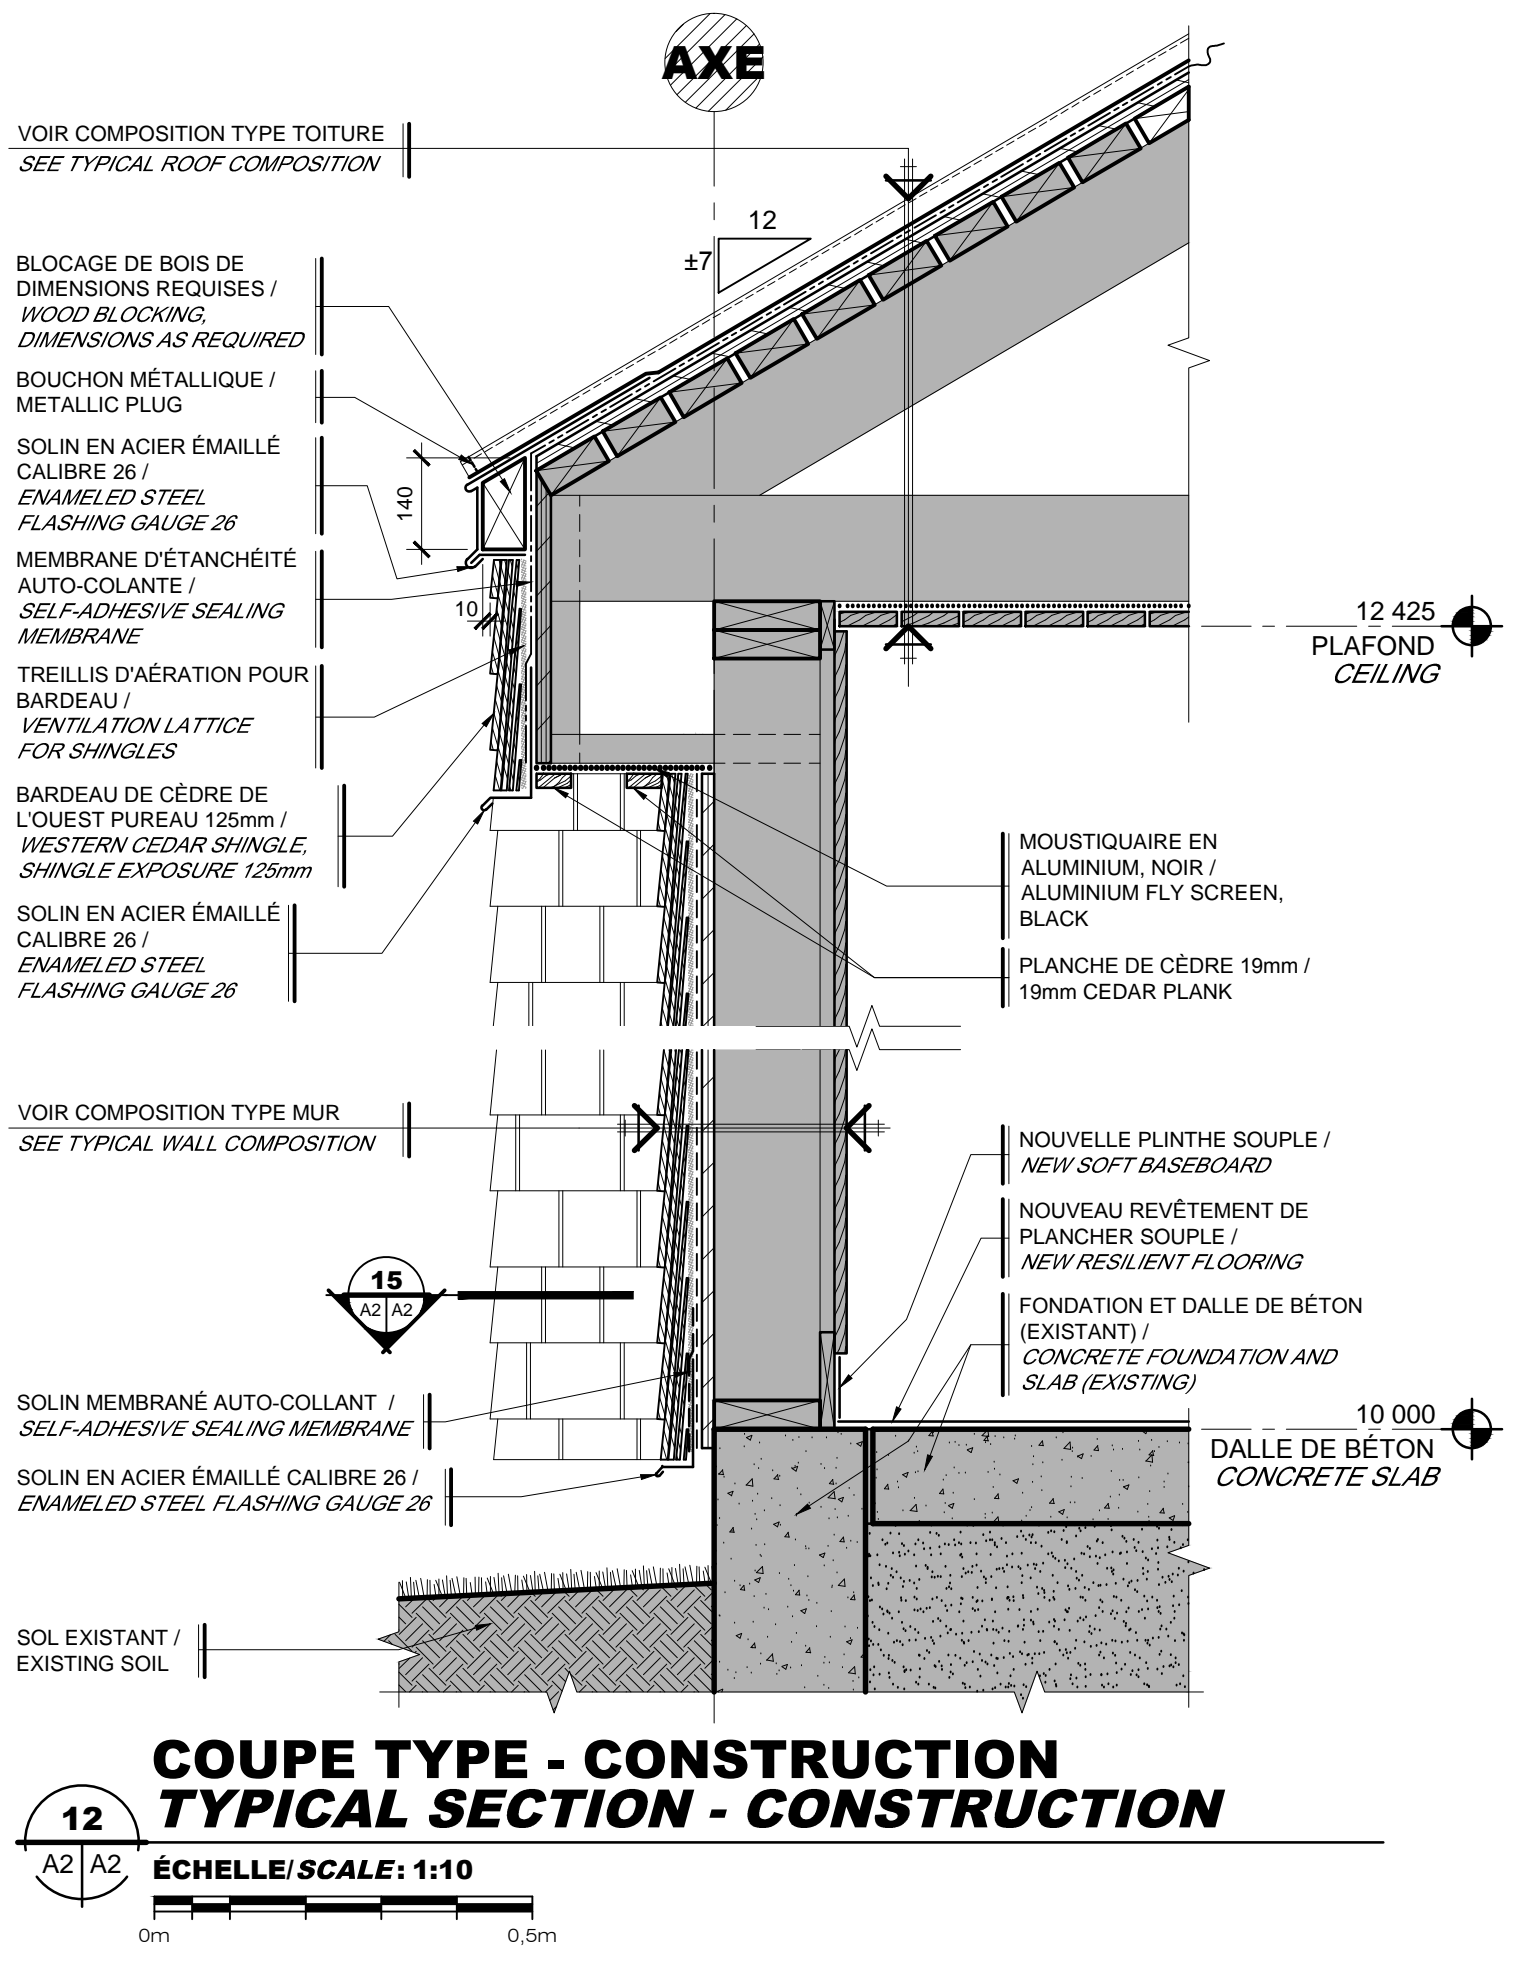 AXE
VOIR COMPOSITION TYPE TOITURE
SEE TYPICAL ROOF COMPOSITION
12
±7
BLOCAGE DE BOIS DE
DIMENSIONS REQUISES /
WOOD BLOCKING,
DIMENSIONS AS REQUIRED
BOUCHON MÉTALLIQUE /
METALLIC PLUG
SOLIN EN ACIER ÉMAILLÉ
CALIBRE 26 /
ENAMELED STEEL
FLASHING GAUGE 26
140
MEMBRANE D'ÉTANCHÉITÉ
AUTO-COLANTE /
SELF-ADHESIVE SEALING
MEMBRANE
10
12 425
PLAFOND
CEILING
TREILLIS D'AÉRATION POUR
BARDEAU /
VENTILATION LATTICE
FOR SHINGLES
BARDEAU DE CÈDRE DE
L'OUEST PUREAU 125mm /
WESTERN CEDAR SHINGLE,
SHINGLE EXPOSURE 125mm
SOLIN EN ACIER ÉMAILLÉ
CALIBRE 26 /
ENAMELED STEEL
FLASHING GAUGE 26
MOUSTIQUAIRE EN
ALUMINIUM, NOIR /
ALUMINIUM FLY SCREEN,
BLACK
PLANCHE DE CÈDRE 19mm /
19mm CEDAR PLANK
VOIR COMPOSITION TYPE MUR
SEE TYPICAL WALL COMPOSITION
NOUVELLE PLINTHE SOUPLE /
NEW SOFT BASEBOARD
NOUVEAU REVÊTEMENT DE
PLANCHER SOUPLE /
NEW RESILIENT FLOORING
15
A2 A2
FONDATION ET DALLE DE BÉTON
(EXISTANT) /
CONCRETE FOUNDATION AND
SLAB (EXISTING)
SOLIN MEMBRANÉ AUTO-COLLANT /
SELF-ADHESIVE SEALING MEMBRANE
10 000
DALLE DE BÉTON
CONCRETE SLAB
SOLIN EN ACIER ÉMAILLÉ CALIBRE 26 /
ENAMELED STEEL FLASHING GAUGE 26
SOL EXISTANT /
EXISTING SOIL
COUPE TYPE - CONSTRUCTION
TYPICAL SECTION - CONSTRUCTION
12
A2 A2
ÉCHELLE/SCALE: 1:10
0m 0,5m